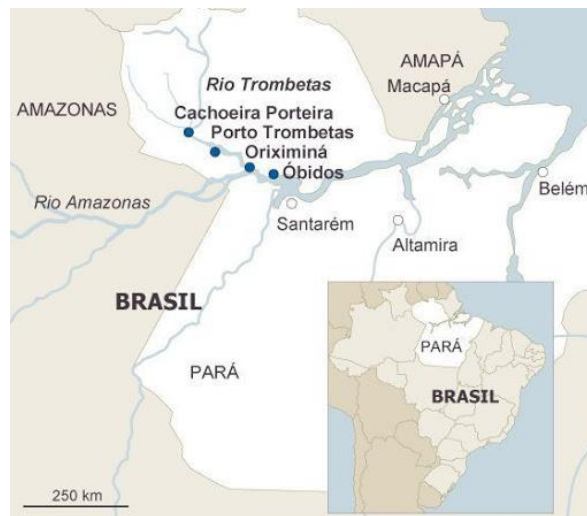 AMAPÁ
Macapá
Rio Trombetas
AMAZONAS
Cachoeira Porteira
Porto Trombetas
Oriximiná
Óbidos
Belém
Rio Amazonas
Santarém
Altamira
BRASIL
PARÁ
PARÁ
BRASIL
250 km